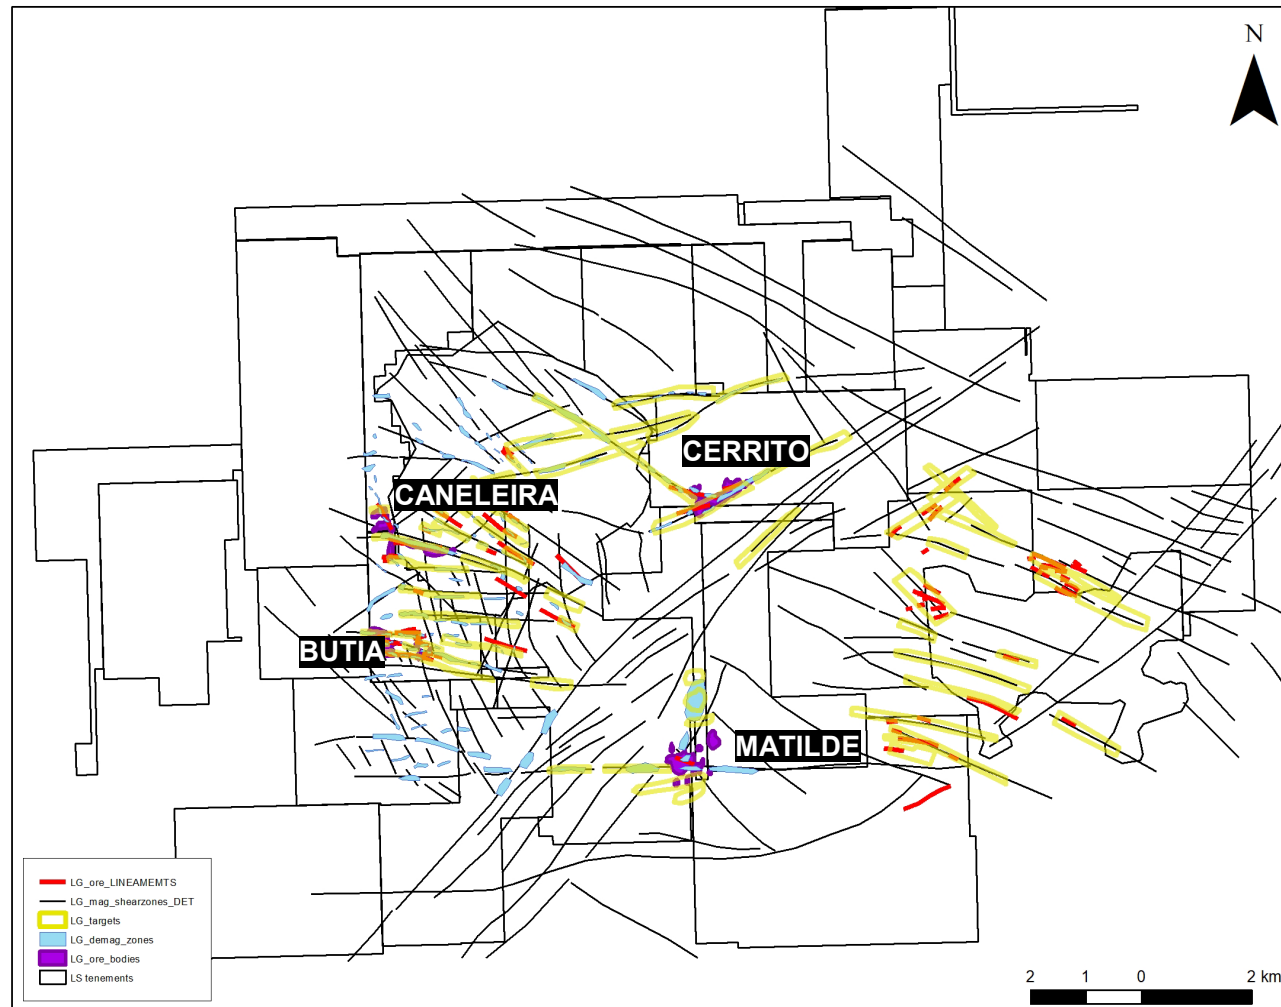 N
CERRITO
CANELEIRA
BUTIA
MATILDE
LG_ore_LINEAMEMTS
LG_mag_shearzones_DET
LG_targets
LG_demag_zones
LG_ore_bodies
LS tenements
2 1 0 2 km